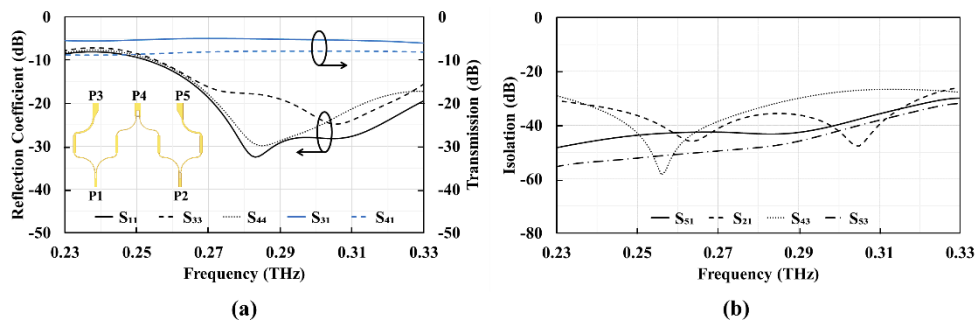 (a)
Reflection Coefficient (dB)
0
-10
-20
-30
-40
-50
0
-10
-20
-30
-40
-50
Transmission (dB)
P3 P4 P5
P1 P2
S₁₁ S₃₃ S₄₄ S₃₁ S₄₁
0.23 0.25 0.27 0.29 0.31 0.33
Frequency (THz)
(a)
(b)
Isolation (dB)
0
-20
-40
-60
-80
S₅₁ S₂₁ S₄₃ S₅₃
0.23 0.25 0.27 0.29 0.31 0.33
Frequency (THz)
(b)